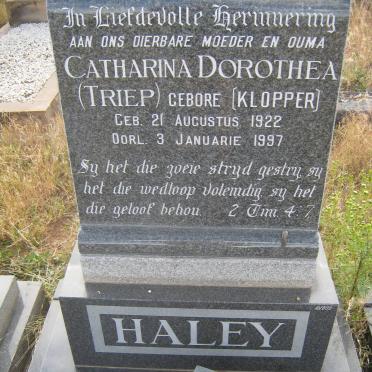 In Liefdevolle Herinnering
AAN ONS DIERBARE MOEDER EN OUMA
CATHARINA DOROTHEA
(TRIEP) GEBORE (KLOPPER)
GEB. 21 AUGUSTUS 1922
OORL. 3 JANUARIE 1997
Sy het die goeie stryd gestry sy
het die wedloop voleindig sy het
die geloof behou. 2 Tim 4:7
HALEY